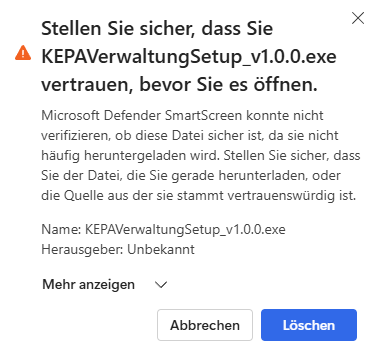 Stellen Sie sicher, dass Sie
KEPAVerwaltungSetup_v1.0.0.exe
vertrauen, bevor Sie es öffnen.
Microsoft Defender SmartScreen konnte nicht
verifizieren, ob diese Datei sicher ist, da sie nicht
häufig heruntergeladen wird. Stellen Sie sicher, dass
Sie der Datei, die Sie gerade herunterladen, oder
die Quelle aus der sie stammt vertrauenswürdig ist.
Name: KEPAVerwaltungSetup_v1.0.0.exe
Herausgeber: Unbekannt
Mehr anzeigen
Abbrechen
Löschen